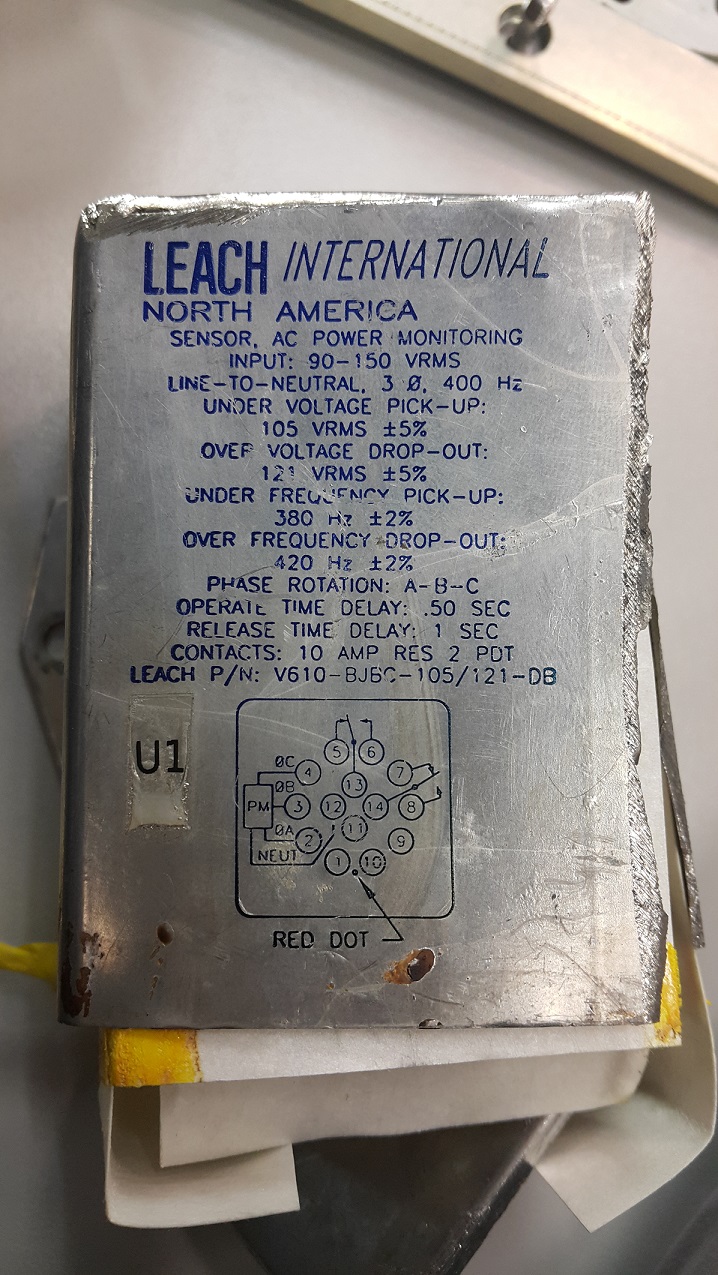 LEACH INTERNATIONAL
NORTH AMERICA
SENSOR, AC POWER MONITORING
INPUT: 90-150 VRMS
LINE-TO-NEUTRAL, 3 Ø, 400 Hz
UNDER VOLTAGE PICK-UP:
105 VRMS ±5%
OVER VOLTAGE DROP-OUT:
121 VRMS ±5%
UNDER FREQUENCY PICK-UP:
380 Hz ±2%
OVER FREQUENCY DROP-OUT:
420 Hz ±2%
PHASE ROTATION: A-B-C
OPERATE TIME DELAY: .50 SEC
RELEASE TIME DELAY: 1 SEC
CONTACTS: 10 AMP RES 2 PDT
LEACH P/N: V610-BJBC-105/121-DB
U1
5 6
ØC 4 7
13
ØB
PM 3 12 14 8
11
ØA 2 9
NEUT 1 10
RED DOT